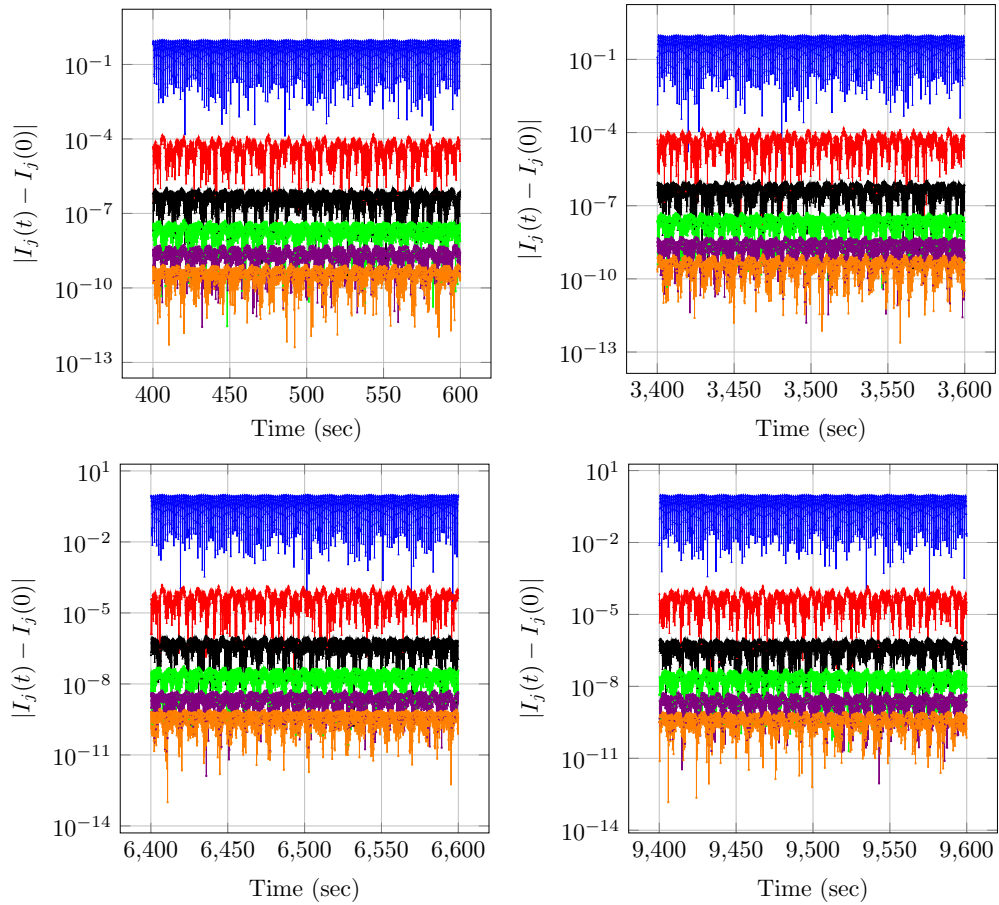 10^{-1}
10^{-4}
10^{-7}
10^{-10}
10^{-13}
|I_j(t) − I_j(0)|
400 450 500 550 600
Time (sec)
10^{-1}
10^{-4}
10^{-7}
10^{-10}
10^{-13}
|I_j(t) − I_j(0)|
3,400 3,450 3,500 3,550 3,600
Time (sec)
10^{1}
10^{-2}
10^{-5}
10^{-8}
10^{-11}
10^{-14}
|I_j(t) − I_j(0)|
6,400 6,450 6,500 6,550 6,600
Time (sec)
10^{1}
10^{-2}
10^{-5}
10^{-8}
10^{-11}
10^{-14}
|I_j(t) − I_j(0)|
9,400 9,450 9,500 9,550 9,600
Time (sec)